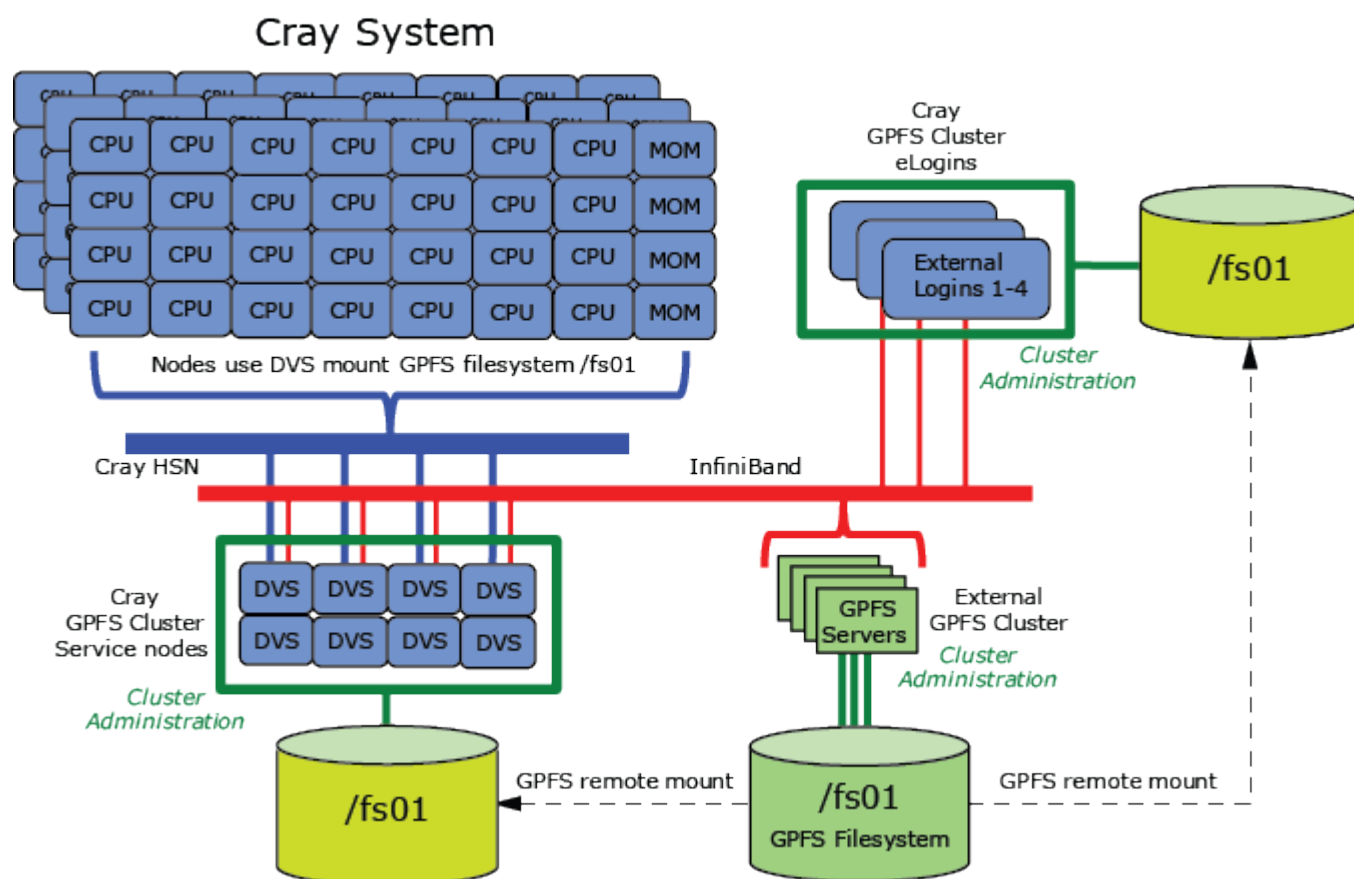 Cray System
CPU CPU CPU CPU CPU CPU CPU MOM
CPU CPU CPU CPU CPU CPU CPU MOM
CPU CPU CPU CPU CPU CPU CPU MOM
CPU CPU CPU CPU CPU CPU CPU MOM
Nodes use DVS mount GPFS filesystem /fs01
Cray HSN
InfiniBand
Cray
GPFS Cluster
eLogins
External
Logins 1-4
Cluster
Administration
/fs01
Cray
GPFS Cluster
Service nodes
DVS DVS DVS DVS
DVS DVS DVS DVS
Cluster
Administration
GPFS
Servers
External
GPFS Cluster
Cluster
Administration
/fs01
GPFS remote mount
/fs01
GPFS Filesystem
GPFS remote mount